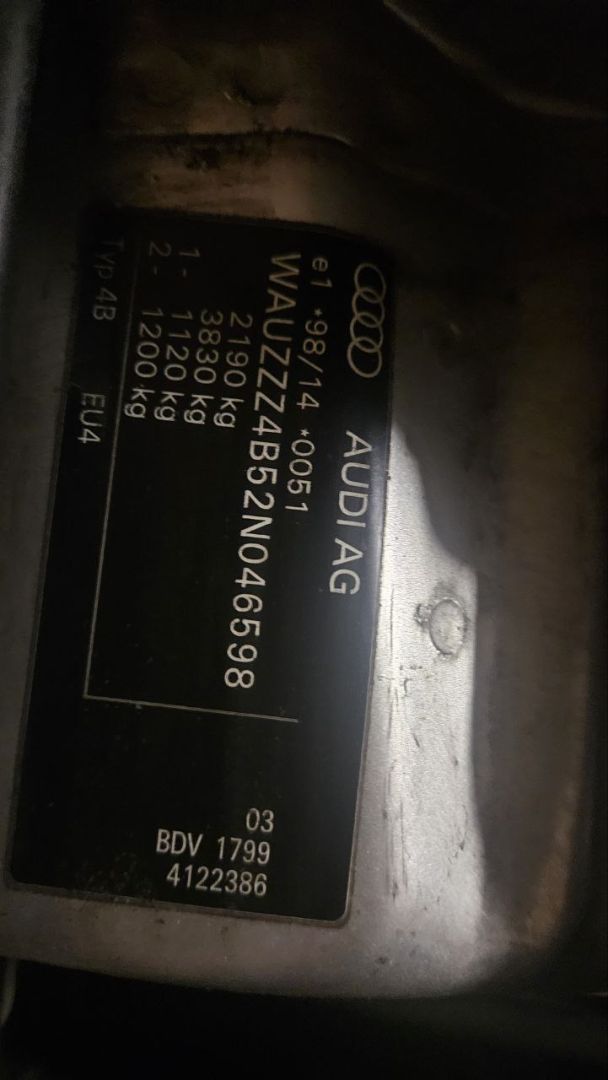 AUDI AG
e1 *98/14 *0051
WAUZZZ4B52N046598
2190 kg
3830 kg
1 - 1120 kg
2 - 1200 kg
Typ 4B EU4
03
BDV 1799
4122386